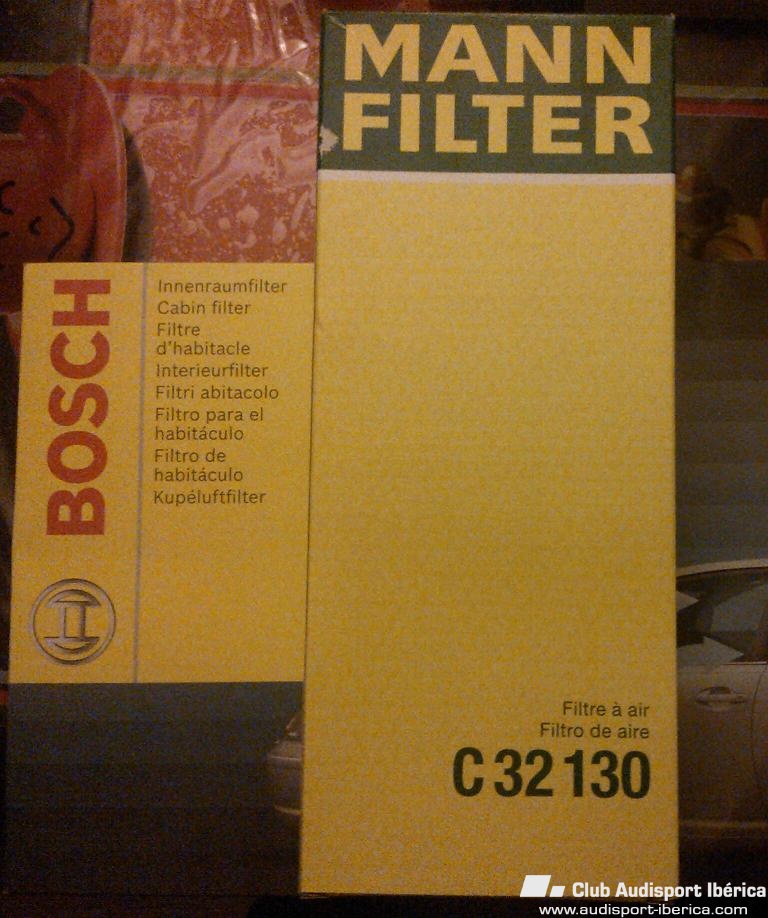 MANN
FILTER
BOSCH
Innenraumfilter
Cabin filter
Filtre
d'habitacle
Interieurfilter
Filtri abitacolo
Filtro para el
habitáculo
Filtro de
habitáculo
Kupéluftfilter
Filtre à air
Filtro de aire
C 32 130
Club Audisport Ibérica
www.audisport-iberica.com